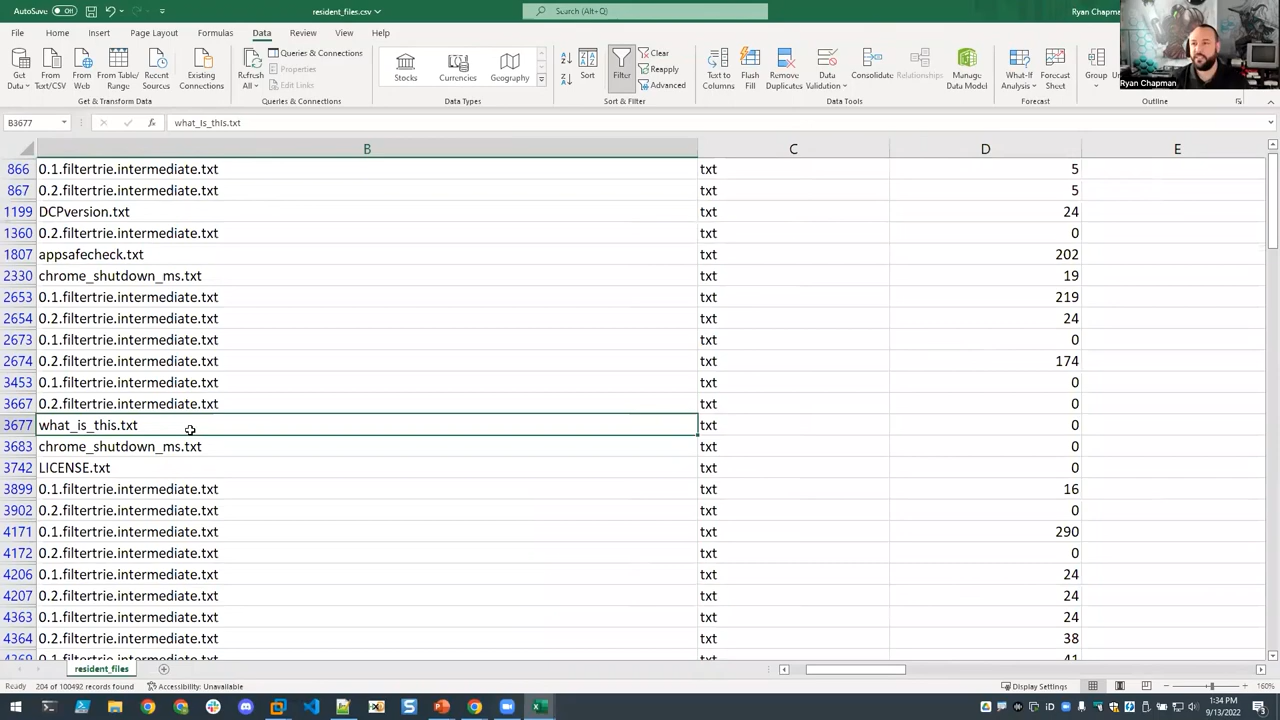 AutoSave Off resident_files.csv Search (Alt+Q) Ryan Chapm
File Home Insert Page Layout Formulas Data Review View Help
Get Data From Text/CSV From Web From Table/Range Recent Sources Existing Connections
Get & Transform Data
Refresh All Queries & Connections Properties Edit Links
Queries & Connections
Stocks Currencies Geography
Data Types
Sort Filter Clear Reapply Advanced
Sort & Filter
Text to Columns Flash Fill Remove Duplicates Data Validation Consolidate Relationships Manage Data Model
Data Tools
What-If Analysis Forecast Sheet
Forecast
Group
Outline
Ryan Chapman
B3677 fx what_is_this.txt
B C D E
866 0.1.filtertrie.intermediate.txt txt 5
867 0.2.filtertrie.intermediate.txt txt 5
1199 DCPversion.txt txt 24
1360 0.2.filtertrie.intermediate.txt txt 0
1807 appsafecheck.txt txt 202
2330 chrome_shutdown_ms.txt txt 19
2653 0.1.filtertrie.intermediate.txt txt 219
2654 0.2.filtertrie.intermediate.txt txt 24
2673 0.1.filtertrie.intermediate.txt txt 0
2674 0.2.filtertrie.intermediate.txt txt 174
3453 0.1.filtertrie.intermediate.txt txt 0
3667 0.2.filtertrie.intermediate.txt txt 0
3677 what_is_this.txt txt 0
3683 chrome_shutdown_ms.txt txt 0
3742 LICENSE.txt txt 0
3899 0.1.filtertrie.intermediate.txt txt 16
3902 0.2.filtertrie.intermediate.txt txt 0
4171 0.1.filtertrie.intermediate.txt txt 290
4172 0.2.filtertrie.intermediate.txt txt 0
4206 0.1.filtertrie.intermediate.txt txt 24
4207 0.2.filtertrie.intermediate.txt txt 24
4363 0.1.filtertrie.intermediate.txt txt 24
4364 0.2.filtertrie.intermediate.txt txt 38
4369 0.1.filtertrie.intermediate.txt txt 41
resident_files
Ready 204 of 100492 records found Accessibility: Unavailable Display Settings 160%
1:34 PM
9/13/2022